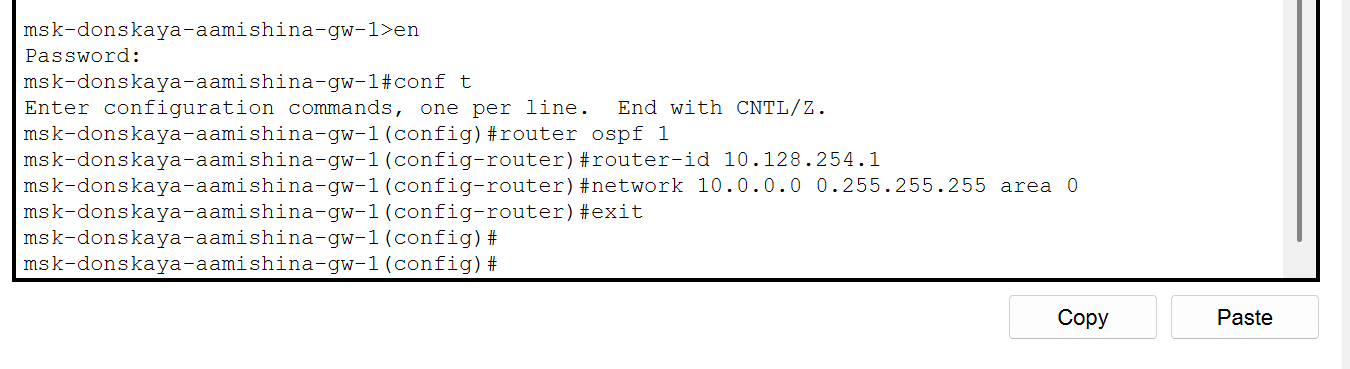 msk-donskaya-aamishina-gw-1>en
Password:
msk-donskaya-aamishina-gw-1#conf t
Enter configuration commands, one per line.  End with CNTL/Z.
msk-donskaya-aamishina-gw-1(config)#router ospf 1
msk-donskaya-aamishina-gw-1(config-router)#router-id 10.128.254.1
msk-donskaya-aamishina-gw-1(config-router)#network 10.0.0.0 0.255.255.255 area 0
msk-donskaya-aamishina-gw-1(config-router)#exit
msk-donskaya-aamishina-gw-1(config)#
msk-donskaya-aamishina-gw-1(config)#
Copy Paste